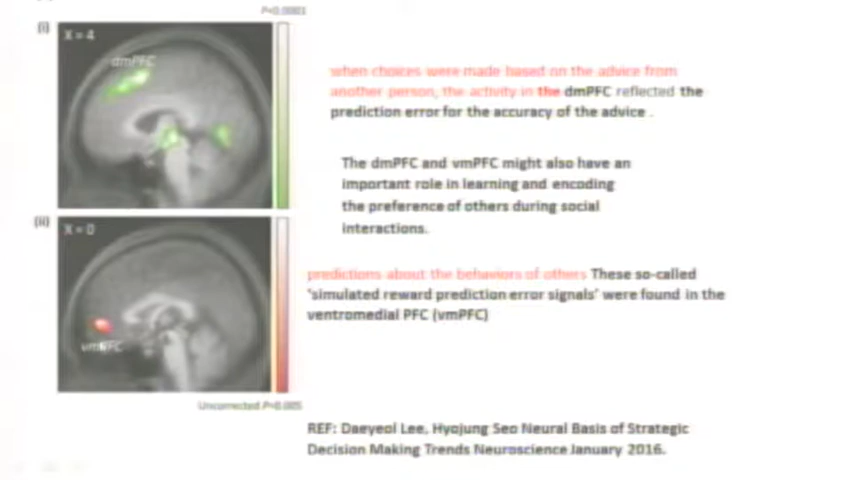 P<0.0001
(i)
X = 4
dmPFC
when choices were made based on the advice from
another person, the activity in the dmPFC reflected the
prediction error for the accuracy of the advice .
The dmPFC and vmPFC might also have an
important role in learning and encoding
the preference of others during social
interactions.
(ii)
X = 0
vmPFC
predictions about the behaviors of others These so-called
‘simulated reward prediction error signals’ were found in the
ventromedial PFC (vmPFC)
Uncorrected P<0.005
REF: Daeyeol Lee, Hyojung Seo Neural Basis of Strategic
Decision Making Trends Neuroscience January 2016.